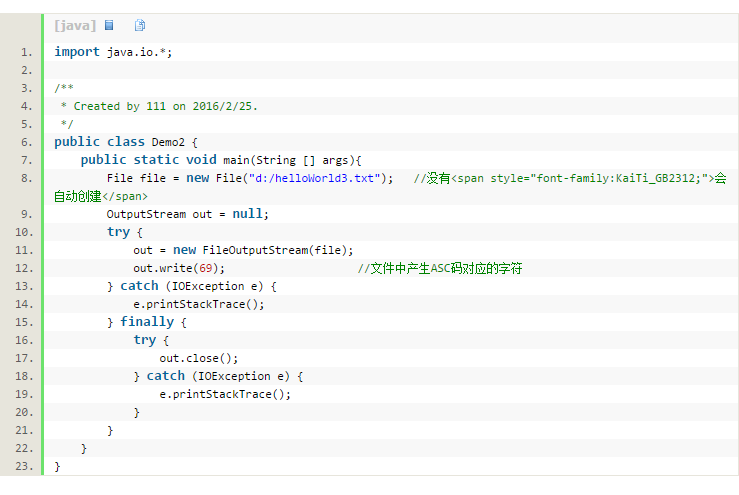 [java]
1. import java.io.*;
2.
3. /**
4.  * Created by 111 on 2016/2/25.
5.  */
6. public class Demo2 {
7.     public static void main(String [] args){
8.         File file = new File("d:/helloWorld3.txt");   //没有<span style="font-family:KaiTi_GB2312;">会
自动创建</span>
9.         OutputStream out = null;
10.         try {
11.             out = new FileOutputStream(file);
12.             out.write(69);                    //文件中产生ASC码对应的字符
13.         } catch (IOException e) {
14.             e.printStackTrace();
15.         } finally {
16.             try {
17.                 out.close();
18.             } catch (IOException e) {
19.                 e.printStackTrace();
20.             }
21.         }
22.     }
23. }